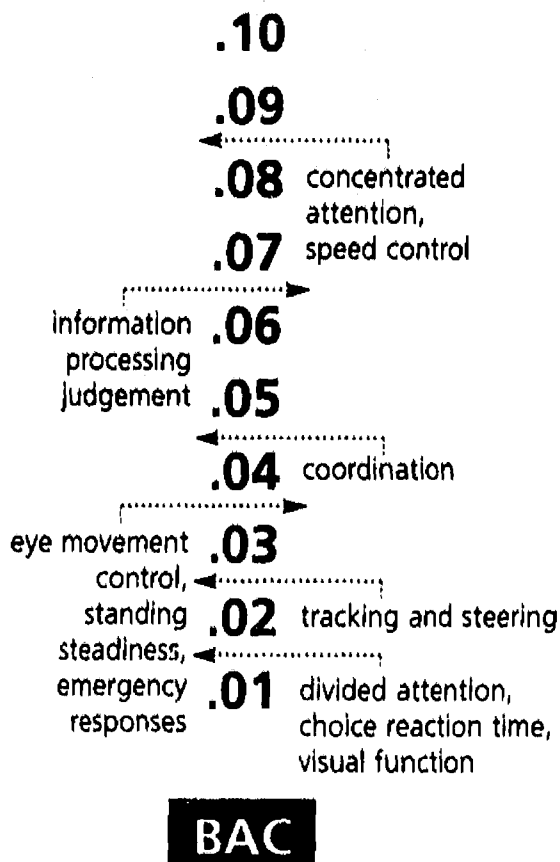 .10
.09
.08 concentrated
attention,
.07 speed control
information .06
processing
judgement .05
.04 coordination
eye movement .03
control,
standing .02 tracking and steering
steadiness,
emergency .01 divided attention,
responses choice reaction time,
visual function
BAC